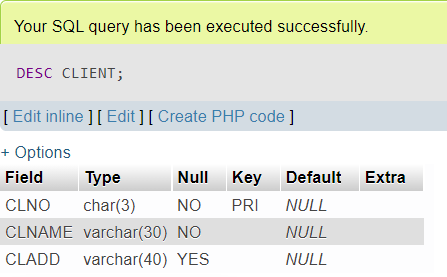 Your SQL query has been executed successfully.
DESC CLIENT;
[ Edit inline ] [ Edit ] [ Create PHP code ]
+ Options
Field Type Null Key Default Extra
CLNO char(3) NO PRI NULL
CLNAME varchar(30) NO NULL
CLADD varchar(40) YES NULL